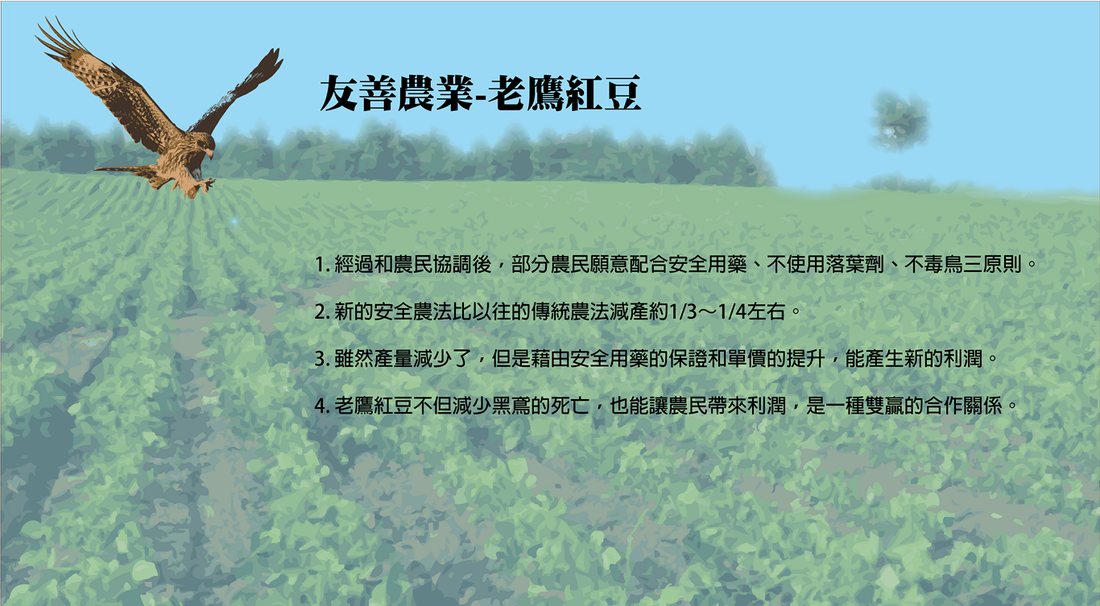 友善農業-老鷹紅豆
1. 經過和農民協調後，部分農民願意配合安全用藥、不使用落葉劑、不毒鳥三原則。
2. 新的安全農法比以往的傳統農法減產約1/3～1/4左右。
3. 雖然產量減少了，但是藉由安全用藥的保證和單價的提升，能產生新的利潤。
4. 老鷹紅豆不但減少黑鳶的死亡，也能讓農民帶來利潤，是一種雙贏的合作關係。